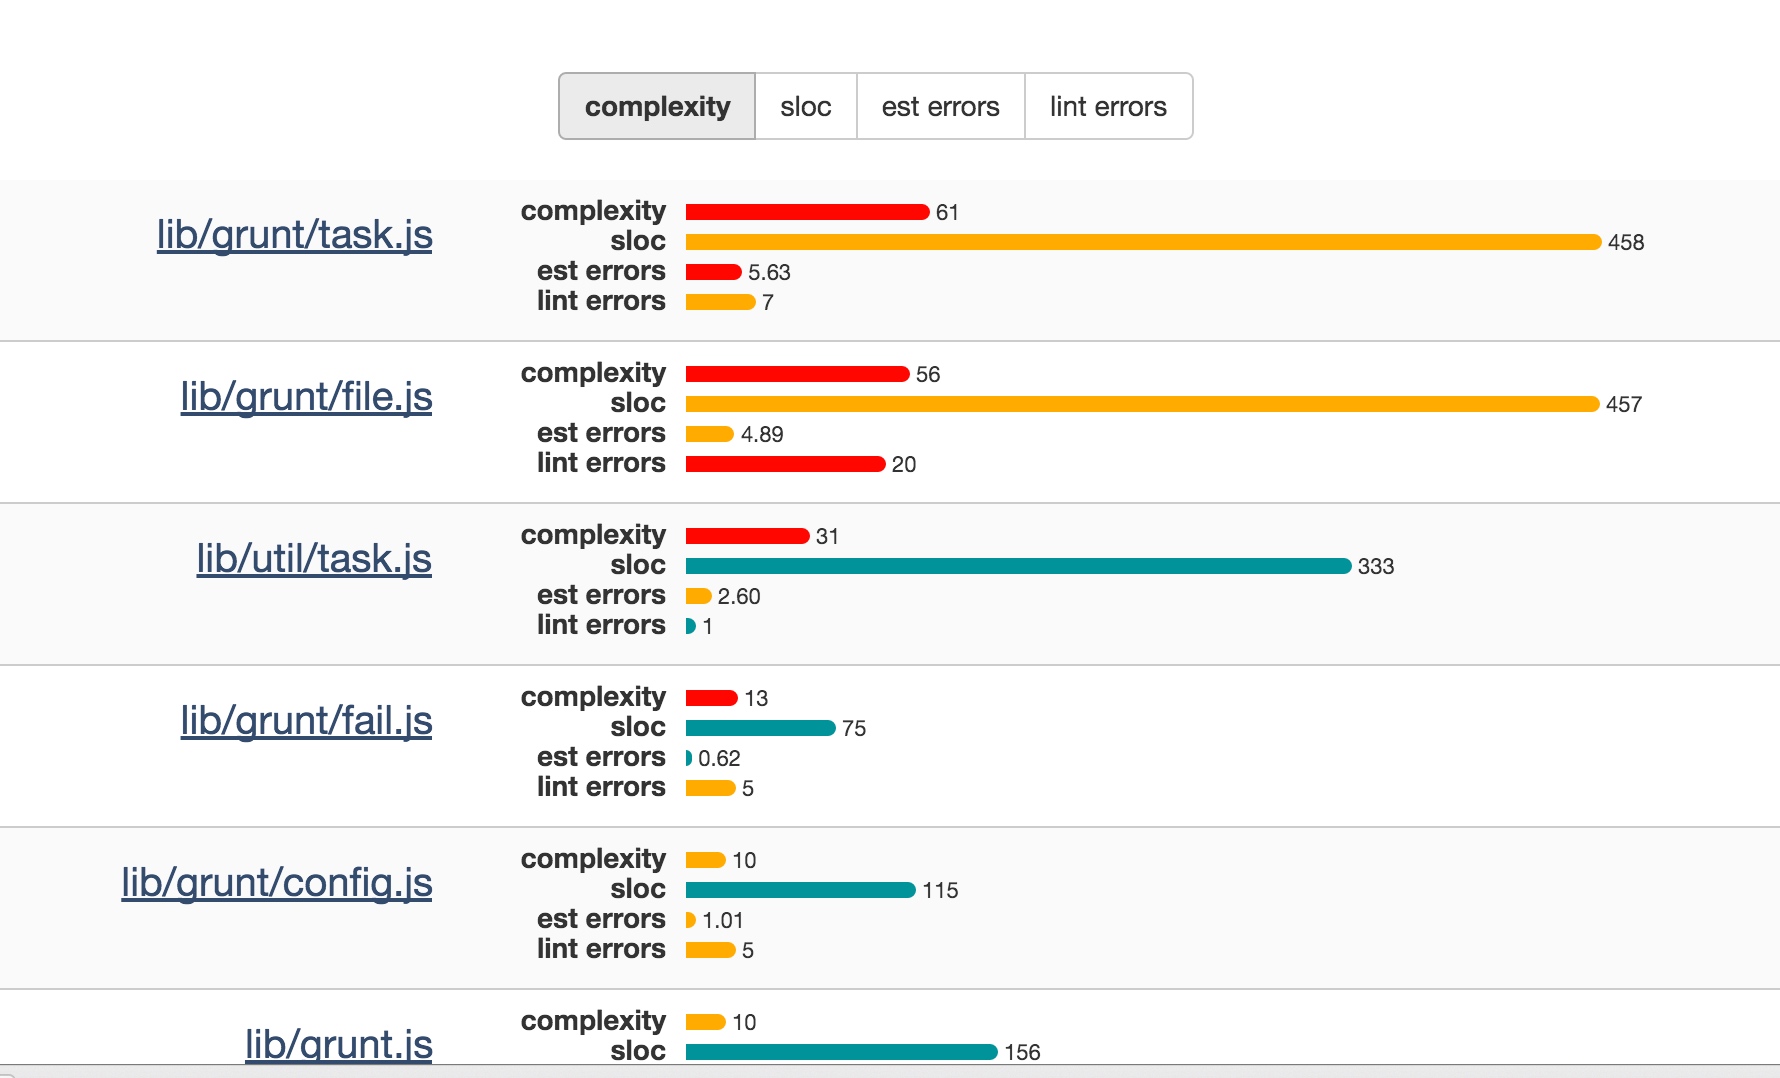 complexity sloc est errors lint errors
lib/grunt/task.js
complexity 61
sloc 458
est errors 5.63
lint errors 7
lib/grunt/file.js
complexity 56
sloc 457
est errors 4.89
lint errors 20
lib/util/task.js
complexity 31
sloc 333
est errors 2.60
lint errors 1
lib/grunt/fail.js
complexity 13
sloc 75
est errors 0.62
lint errors 5
lib/grunt/config.js
complexity 10
sloc 115
est errors 1.01
lint errors 5
lib/grunt.js
complexity 10
sloc 156